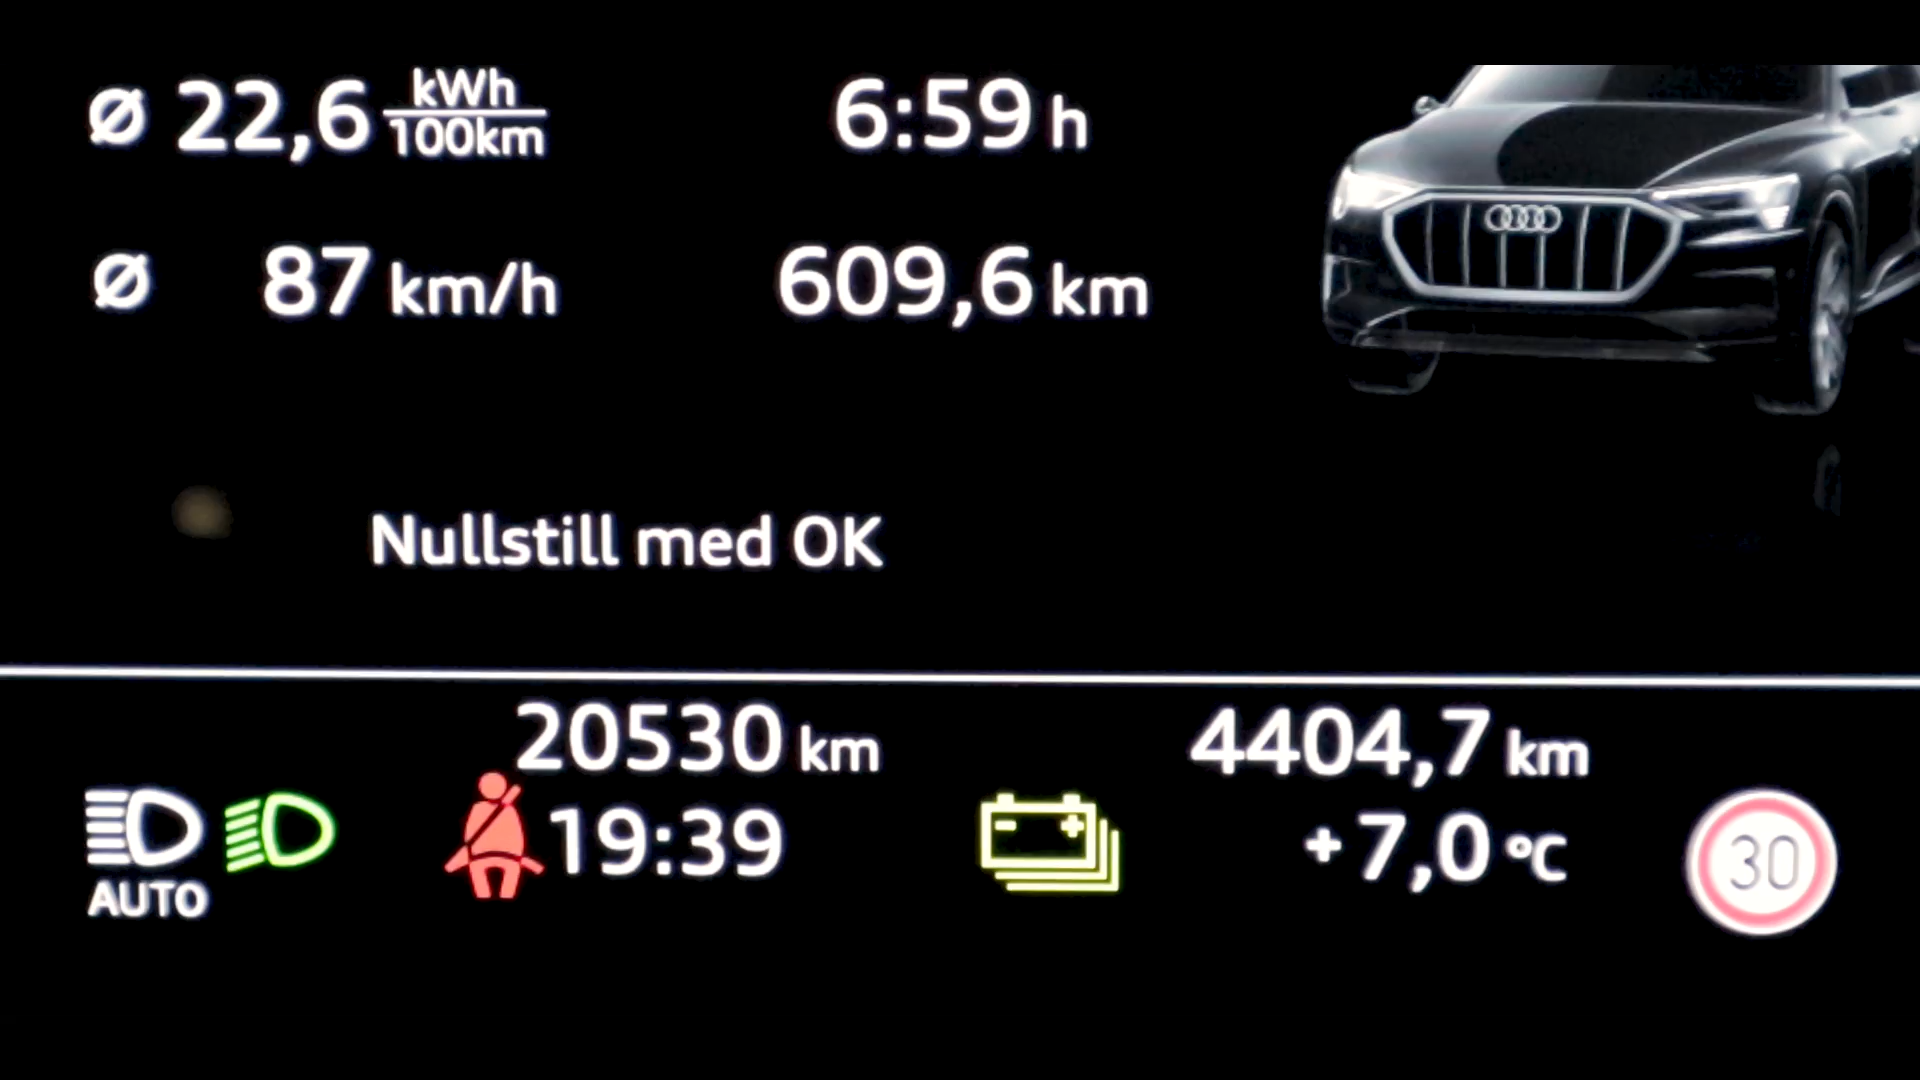 Ø 22,6 kWh/100km 6:59 h
Ø 87 km/h 609,6 km
Nullstill med OK
20530 km 4404,7 km
19:39 +7,0 °C
AUTO
30